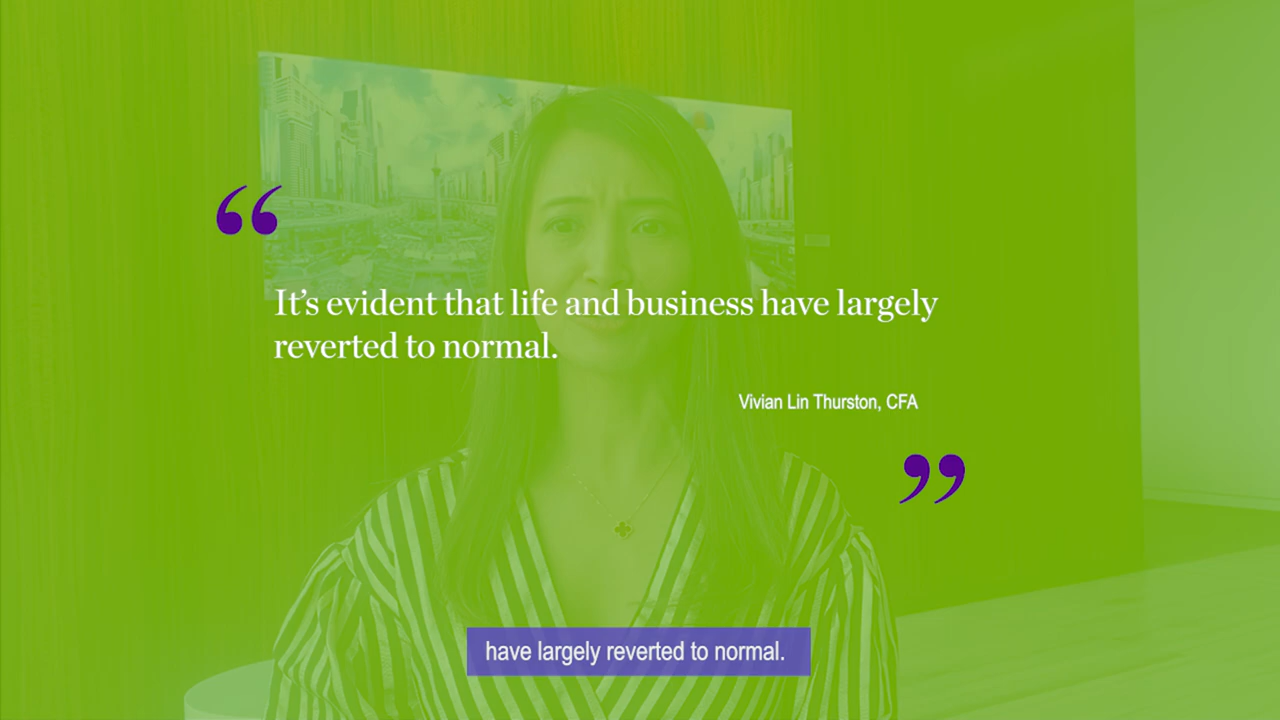 “
It’s evident that life and business have largely
reverted to normal.
Vivian Lin Thurston, CFA
”
have largely reverted to normal.